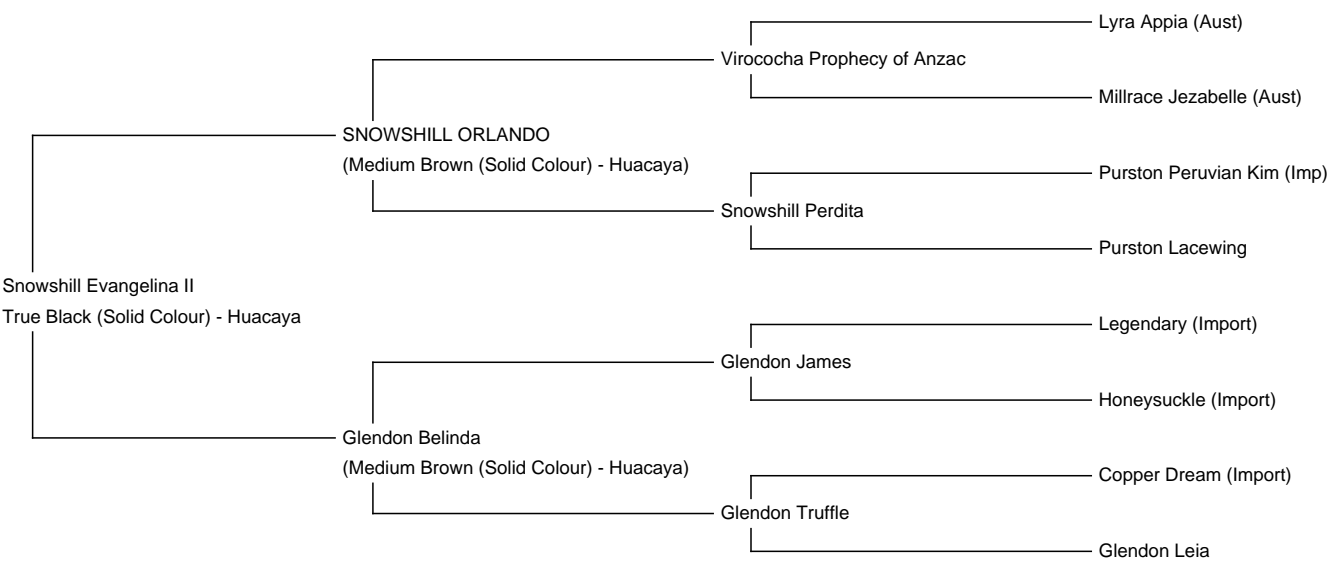 Lyra Appia (Aust)
Virococha Prophecy of Anzac
Millrace Jezabelle (Aust)
SNOWSHILL ORLANDO
(Medium Brown (Solid Colour) - Huacaya)
Purston Peruvian Kim (Imp)
Snowshill Perdita
Purston Lacewing
Snowshill Evangelina II
True Black (Solid Colour) - Huacaya
Legendary (Import)
Glendon James
Honeysuckle (Import)
Glendon Belinda
(Medium Brown (Solid Colour) - Huacaya)
Copper Dream (Import)
Glendon Truffle
Glendon Leia